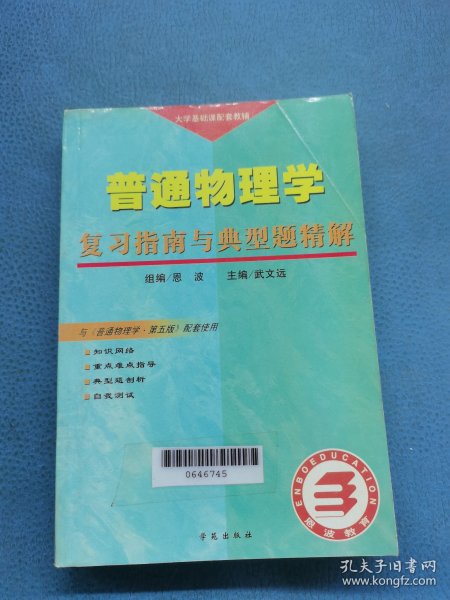 大学基础课配套教辅
普通物理学
复习指南与典型题精解
组编/恩 波 主编/武文远
与《普通物理学·第五版》配套使用
知识网络
重点难点指导
典型题剖析
自我测试
0646745
ENBOEDUCATION
恩波教育
学苑出版社
孔夫子旧书网
www.kongfz.com